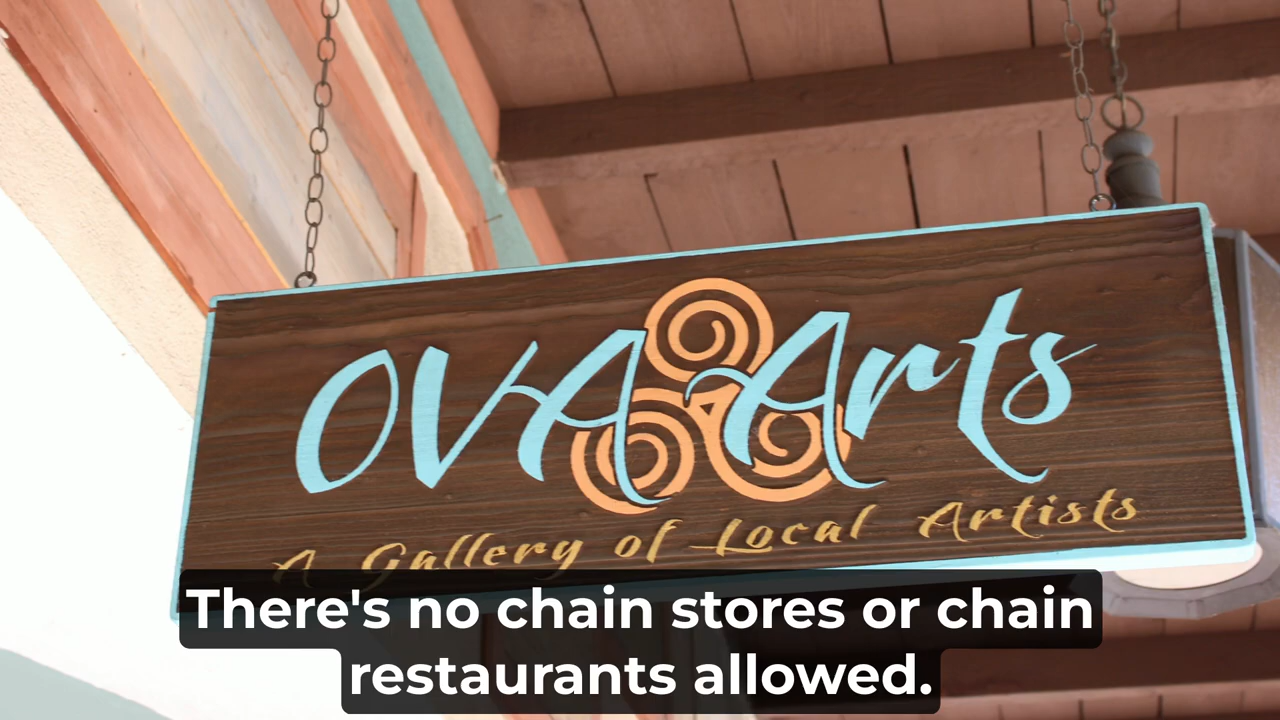 OVA Arts
A Gallery of Local Artists
There's no chain stores or chain
restaurants allowed.